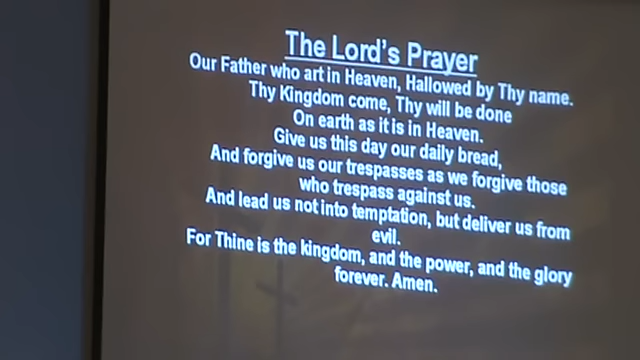 The Lord's Prayer
Our Father who art in Heaven, Hallowed by Thy name.
Thy Kingdom come, Thy will be done
On earth as it is in Heaven.
Give us this day our daily bread,
And forgive us our trespasses as we forgive those
who trespass against us.
And lead us not into temptation, but deliver us from
evil.
For Thine is the kingdom, and the power, and the glory
forever. Amen.